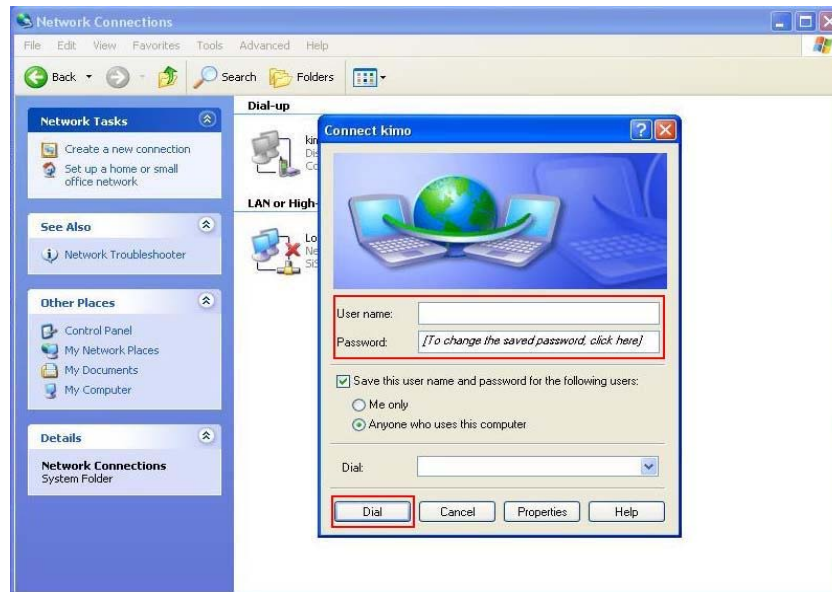 Network Connections
File Edit View Favorites Tools Advanced Help
Back Search Folders
Network Tasks
Create a new connection
Set up a home or small
office network
See Also
Network Troubleshooter
Other Places
Control Panel
My Network Places
My Documents
My Computer
Details
Network Connections
System Folder
Dial-up
LAN or High-
Connect kimo
User name:
Password: [To change the saved password, click here]
Save this user name and password for the following users:
Me only
Anyone who uses this computer
Dial:
Dial Cancel Properties Help